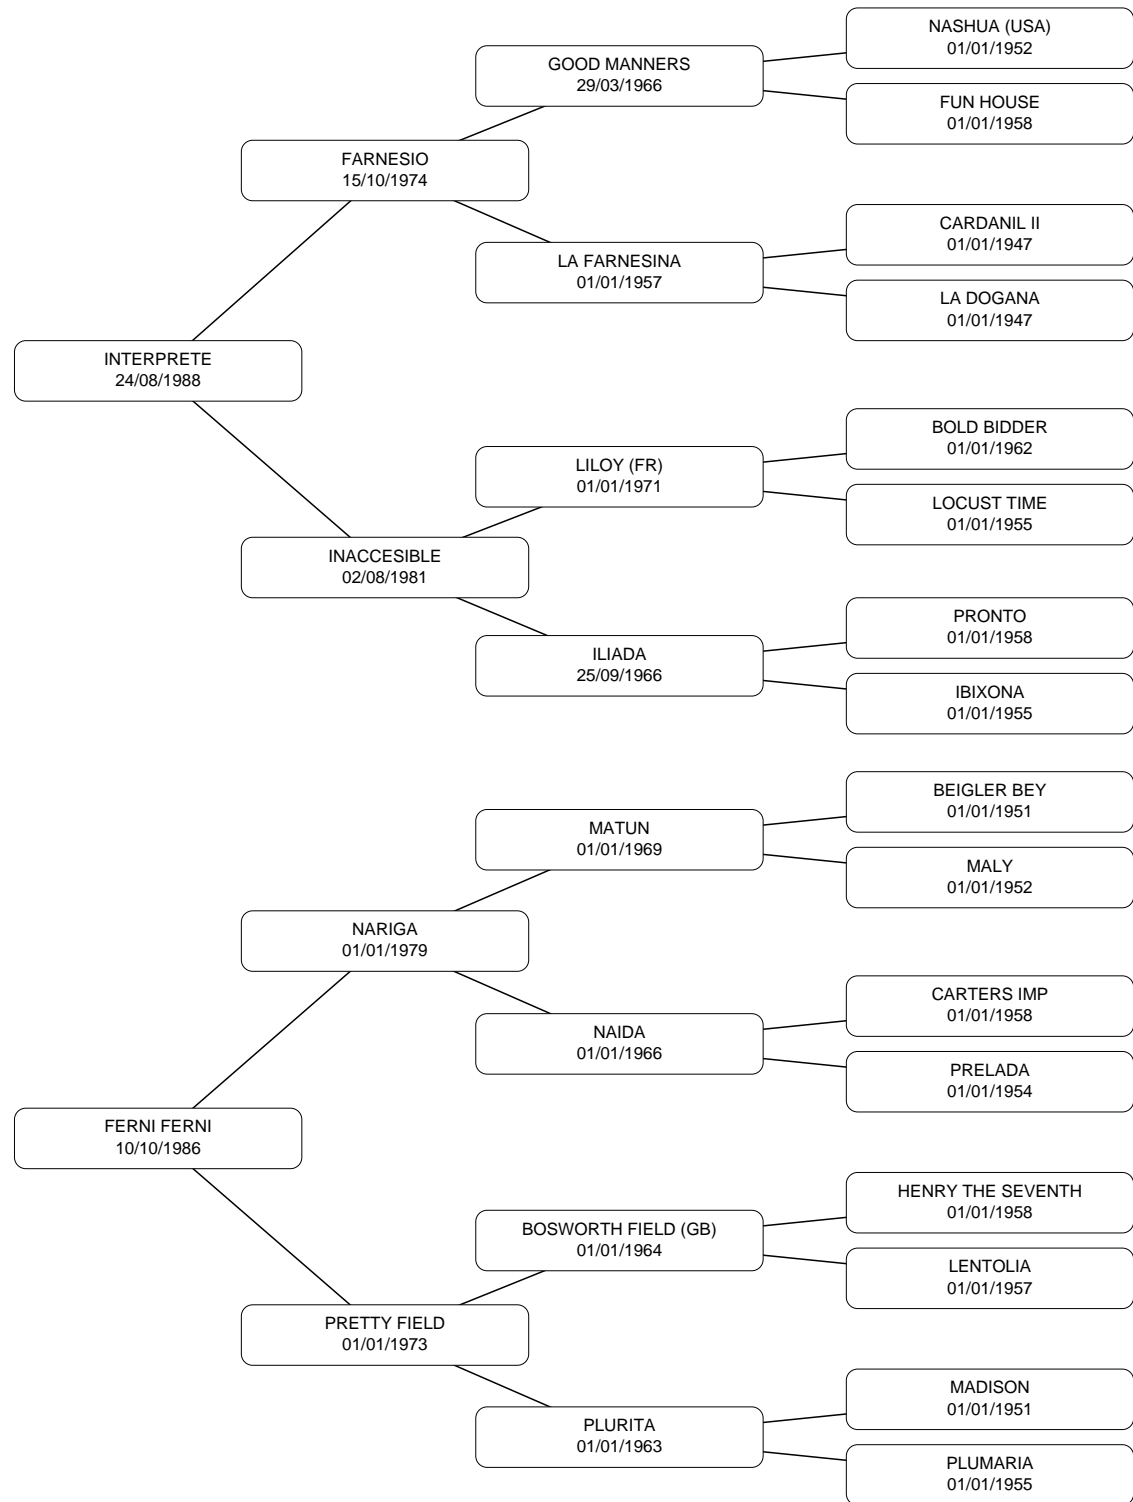 NASHUA (USA)
01/01/1952
GOOD MANNERS
29/03/1966
FUN HOUSE
01/01/1958
FARNESIO
15/10/1974
CARDANIL II
01/01/1947
LA FARNESINA
01/01/1957
LA DOGANA
01/01/1947
INTERPRETE
24/08/1988
BOLD BIDDER
01/01/1962
LILOY (FR)
01/01/1971
LOCUST TIME
01/01/1955
INACCESIBLE
02/08/1981
PRONTO
01/01/1958
ILIADA
25/09/1966
IBIXONA
01/01/1955
BEIGLER BEY
01/01/1951
MATUN
01/01/1969
MALY
01/01/1952
NARIGA
01/01/1979
CARTERS IMP
01/01/1958
NAIDA
01/01/1966
PRELADA
01/01/1954
FERNI FERNI
10/10/1986
HENRY THE SEVENTH
01/01/1958
BOSWORTH FIELD (GB)
01/01/1964
LENTOLIA
01/01/1957
PRETTY FIELD
01/01/1973
MADISON
01/01/1951
PLURITA
01/01/1963
PLUMARIA
01/01/1955